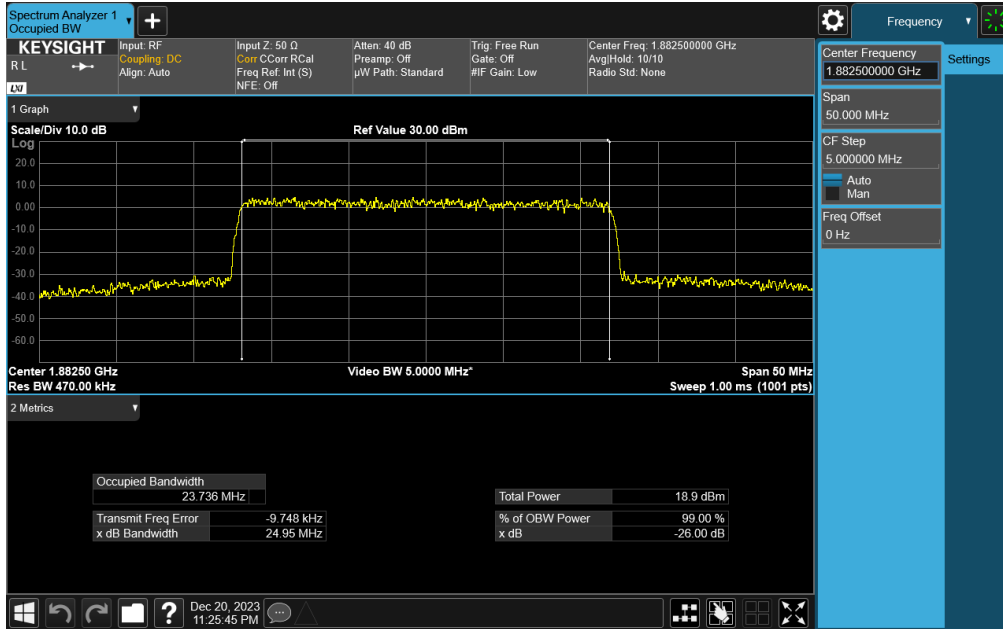 Spectrum Analyzer 1
Occupied BW
Frequency
KEYSIGHT
R L
LXI
Input: RF
Coupling: DC
Align: Auto
Input Z: 50 Ω
Corr CCorr RCal
Freq Ref: Int (S)
NFE: Off
Atten: 40 dB
Preamp: Off
µW Path: Standard
Trig: Free Run
Gate: Off
#IF Gain: Low
Center Freq: 1.882500000 GHz
Avg|Hold: 10/10
Radio Std: None
Center Frequency
1.882500000 GHz
Settings
Span
50.000 MHz
CF Step
5.000000 MHz
Auto
Man
Freq Offset
0 Hz
1 Graph
Scale/Div 10.0 dB
Ref Value 30.00 dBm
Log
20.0
10.0
0.00
-10.0
-20.0
-30.0
-40.0
-50.0
-60.0
Center 1.88250 GHz
Video BW 5.0000 MHz*
Span 50 MHz
Res BW 470.00 kHz
Sweep 1.00 ms (1001 pts)
2 Metrics
Occupied Bandwidth
23.736 MHz
Total Power 18.9 dBm
Transmit Freq Error -9.748 kHz
% of OBW Power 99.00 %
x dB Bandwidth 24.95 MHz
x dB -26.00 dB
Dec 20, 2023
11:25:45 PM